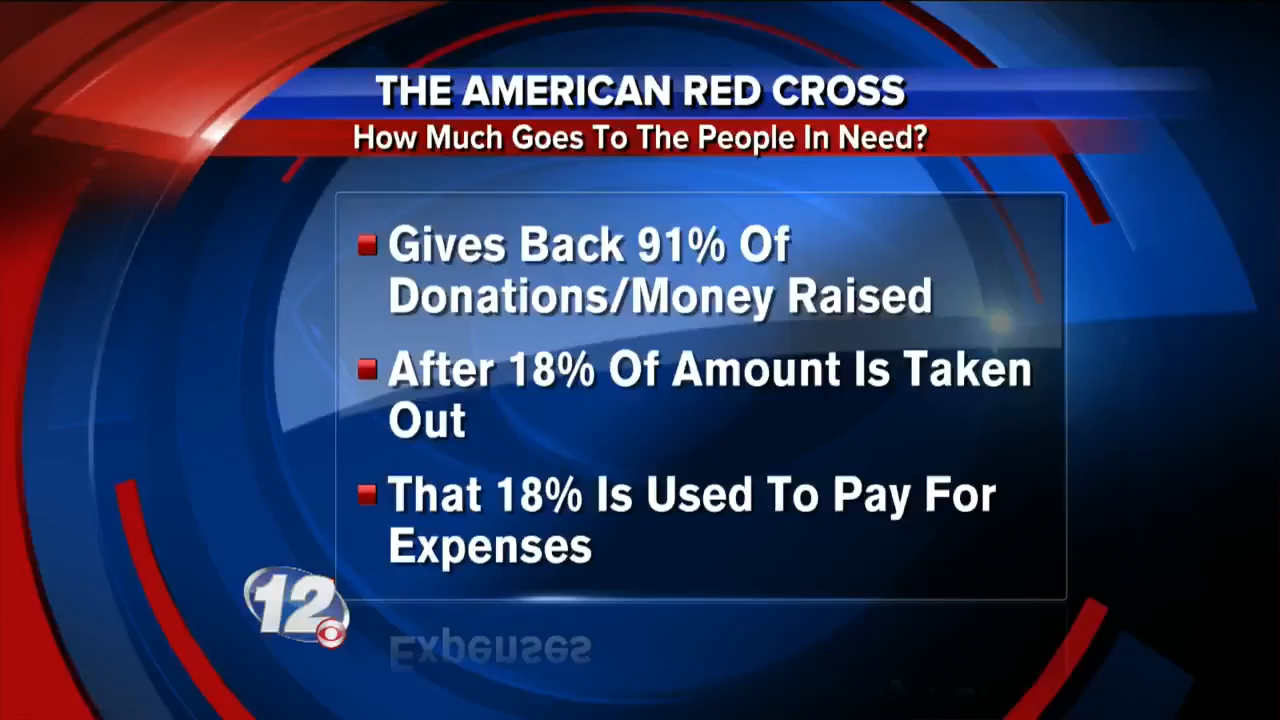 THE AMERICAN RED CROSS
How Much Goes To The People In Need?
Gives Back 91% Of
Donations/Money Raised
After 18% Of Amount Is Taken
Out
That 18% Is Used To Pay For
Expenses
12
Expenses